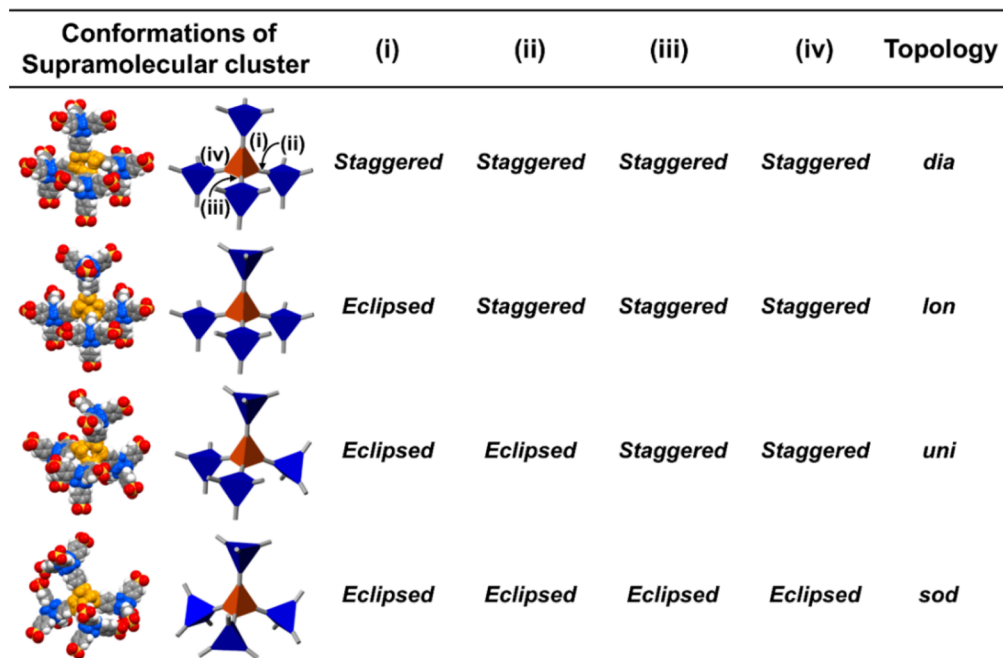 Conformations of
Supramolecular cluster
(i) (ii) (iii) (iv) Topology
(i)
(ii)
(iv)
(iii)
Staggered Staggered Staggered Staggered dia
Eclipsed Staggered Staggered Staggered lon
Eclipsed Eclipsed Staggered Staggered uni
Eclipsed Eclipsed Eclipsed Eclipsed sod